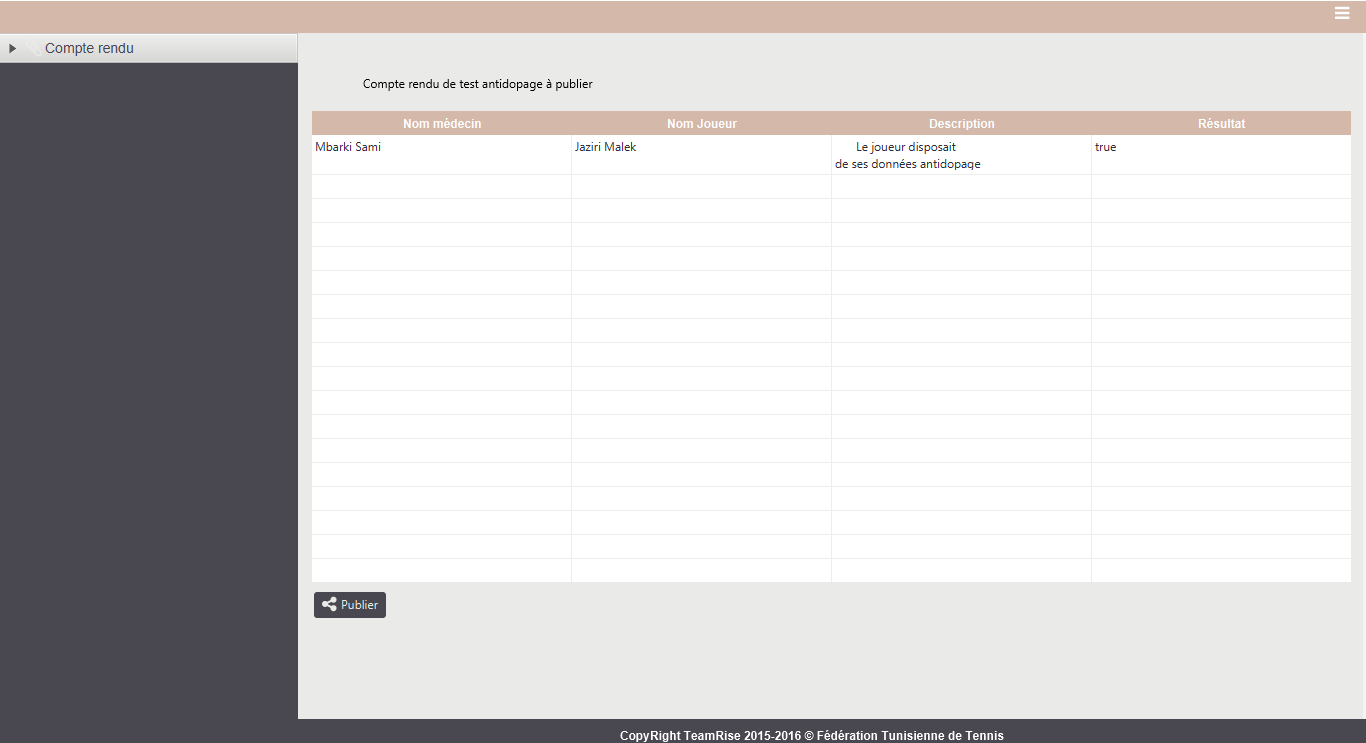 Compte rendu
Compte rendu de test antidopage à publier
Nom médecin Nom Joueur Description Résultat
Mbarki Sami Jaziri Malek Le joueur disposait true
de ses données antidopage
Publier
CopyRight TeamRise 2015-2016 © Fédération Tunisienne de Tennis